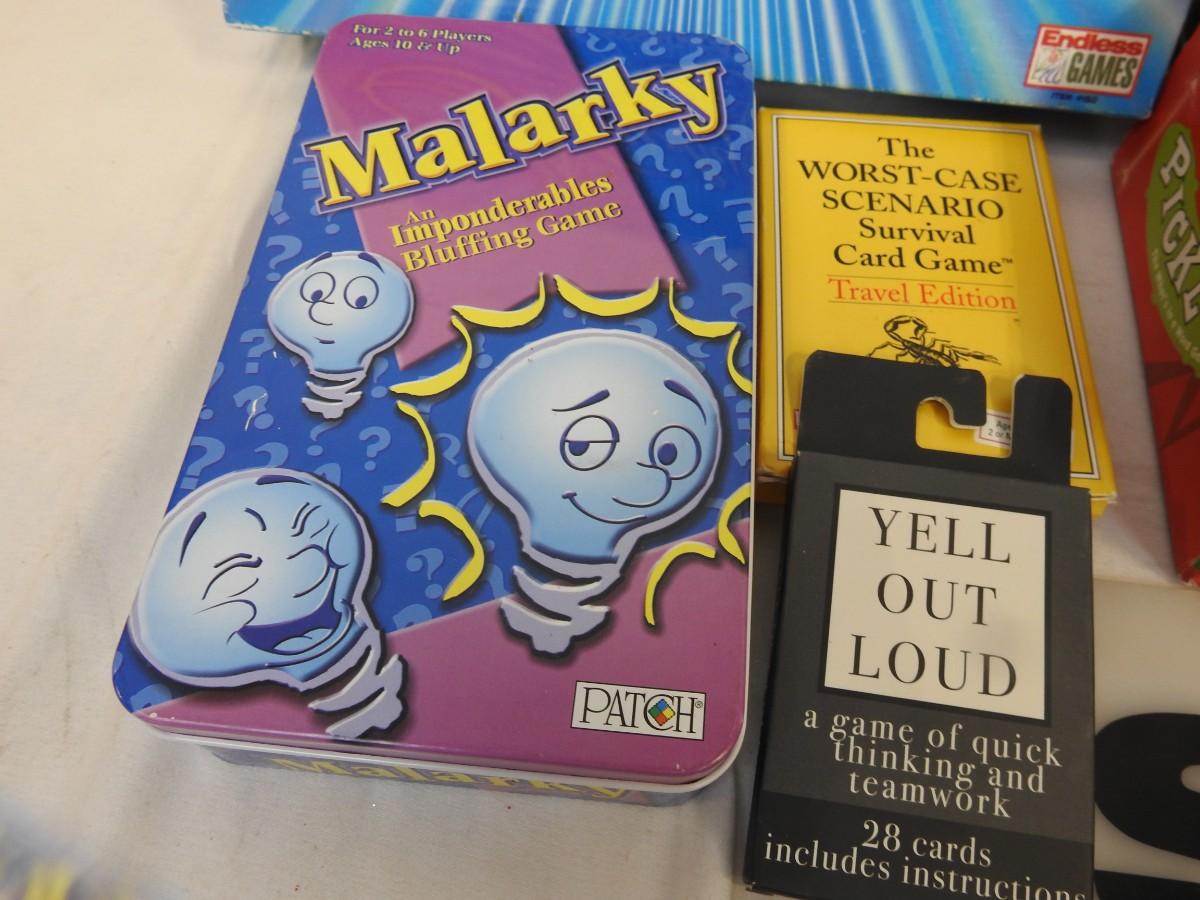 For 2 to 6 Players
Ages 10 & Up
Malarky
An
Imponderables
Bluffing Game
PATCH®
Malarky
Endless
GAMES
The
WORST-CASE
SCENARIO
Survival
Card Game™
Travel Edition
YELL
OUT
LOUD
a game of quick
thinking and
teamwork
28 cards
includes instructions